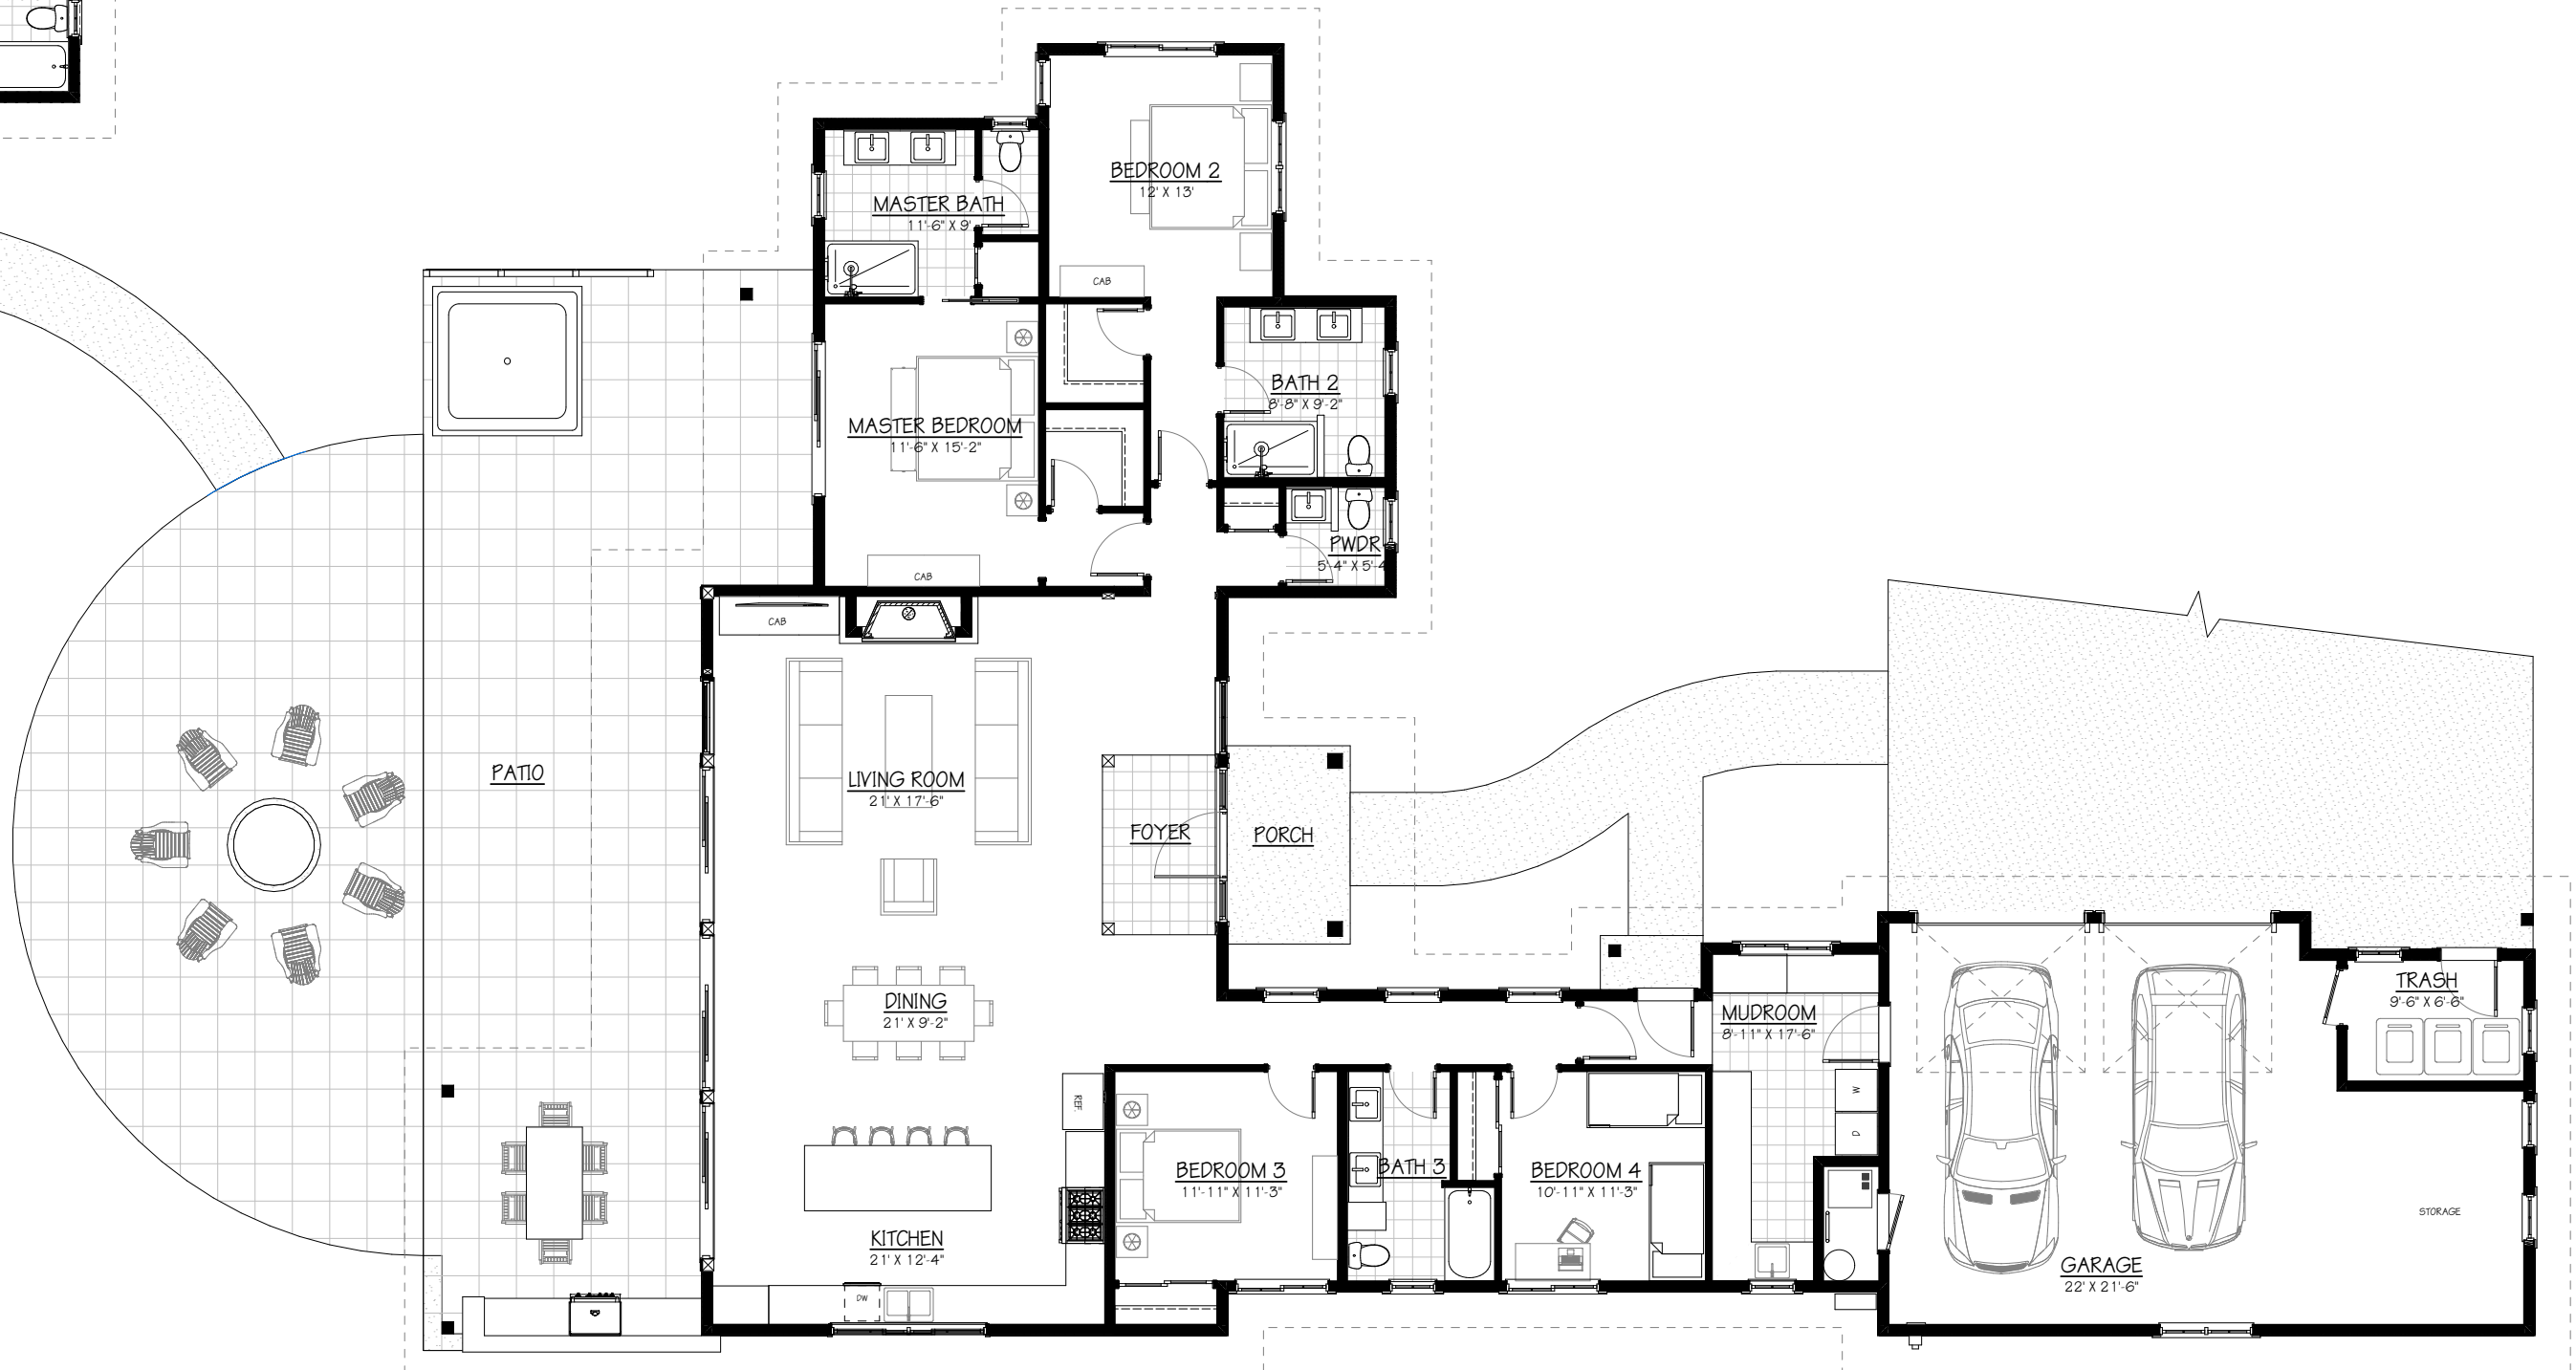 BEDROOM 2
12' X 13'
MASTER BATH
11'-6" X 9'
CAB
BATH 2
8'-8" X 9'-2"
MASTER BEDROOM
11'-6" X 15'-2"
PWDR
5'-4" X 5'-4
CAB
CAB
PATIO
LIVING ROOM
21' X 17'-6"
FOYER
PORCH
DINING
21' X 9'-2"
MUDROOM
8'-11" X 17'-6"
TRASH
9'-6" X 6'-6"
REF.
W
D
BEDROOM 3
11'-11" X 11'-3"
BATH 3
BEDROOM 4
10'-11" X 11'-3"
STORAGE
KITCHEN
21' X 12'-4"
GARAGE
22' X 21'-6"
DW